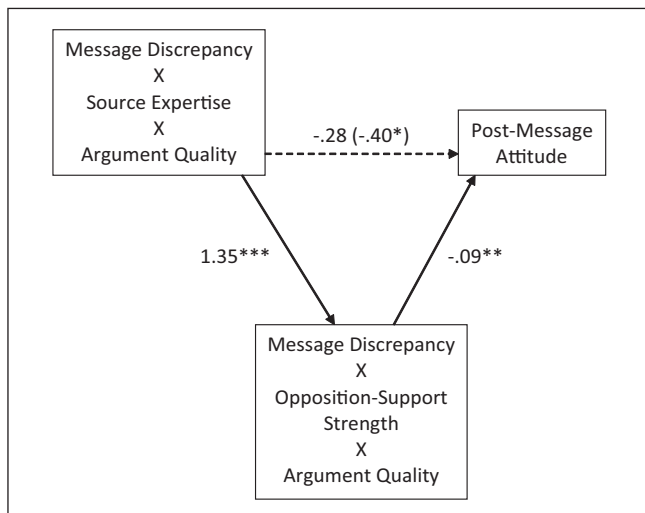 Message Discrepancy
X
Source Expertise
X
Argument Quality
-.28 (-.40*)
Post-Message
Attitude
1.35***
-.09**
Message Discrepancy
X
Opposition-Support
Strength
X
Argument Quality